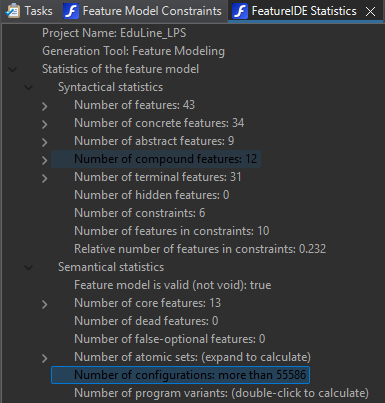 Tasks Feature Model Constraints FeatureIDE Statistics
Project Name: EduLine_LPS
Generation Tool: Feature Modeling
Statistics of the feature model
Syntactical statistics
Number of features: 43
Number of concrete features: 34
Number of abstract features: 9
Number of compound features: 12
Number of terminal features: 31
Number of hidden features: 0
Number of constraints: 6
Number of features in constraints: 10
Relative number of features in constraints: 0.232
Semantical statistics
Feature model is valid (not void): true
Number of core features: 13
Number of dead features: 0
Number of false-optional features: 0
Number of atomic sets: (expand to calculate)
Number of configurations: more than 55586
Number of program variants: (double-click to calculate)